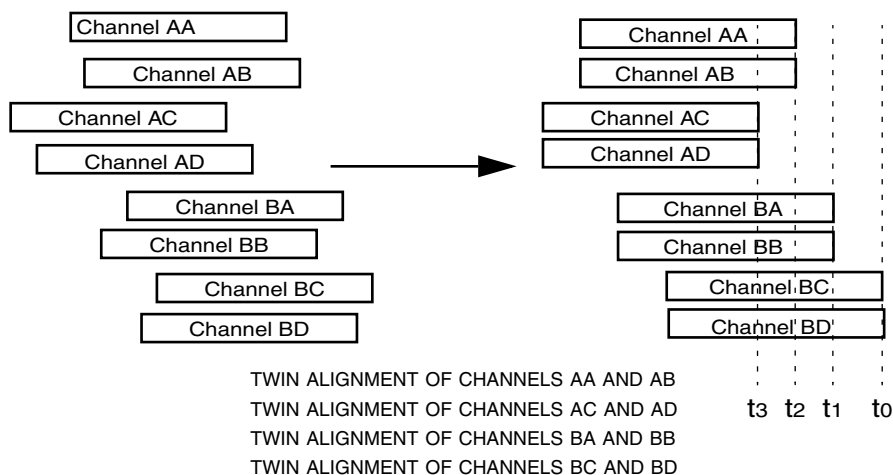 Channel AA
Channel AB
Channel AC
Channel AD
Channel BA
Channel BB
Channel BC
Channel BD
Channel AA
Channel AB
Channel AC
Channel AD
Channel BA
Channel BB
Channel BC
Channel BD
TWIN ALIGNMENT OF CHANNELS AA AND AB
TWIN ALIGNMENT OF CHANNELS AC AND AD
TWIN ALIGNMENT OF CHANNELS BA AND BB
TWIN ALIGNMENT OF CHANNELS BC AND BD
t3 t2 t1 t0